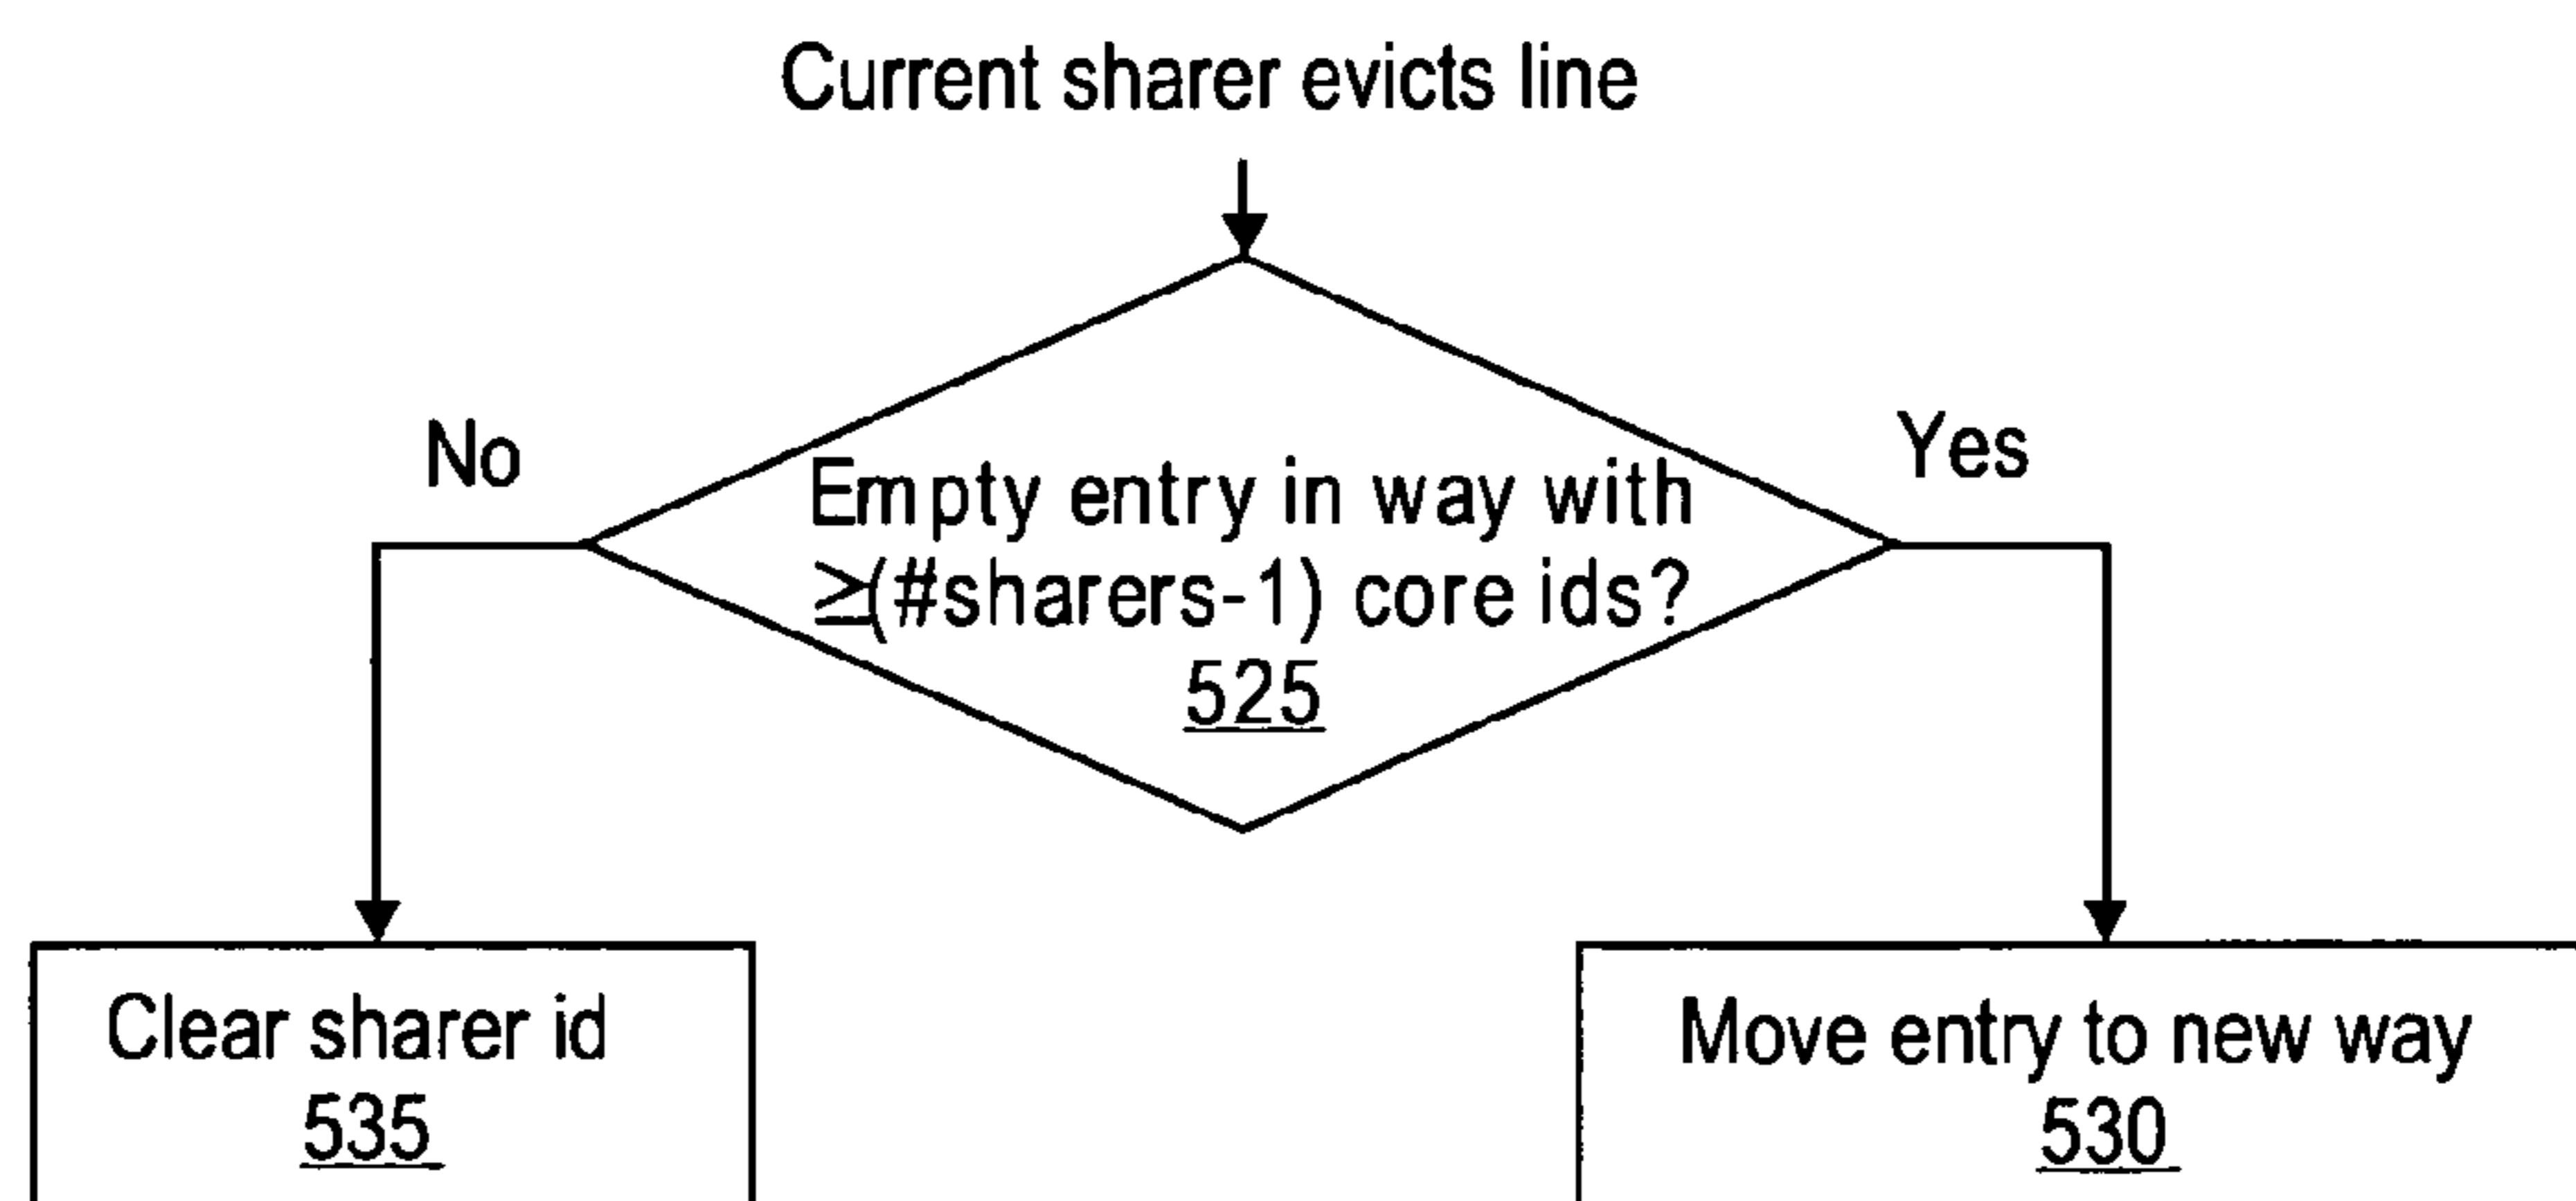 Current sharer evicts line
No
Yes
Empty entry in way with
≥(#sharers-1) core ids?
525
Clear sharer id
535
Move entry to new way
530